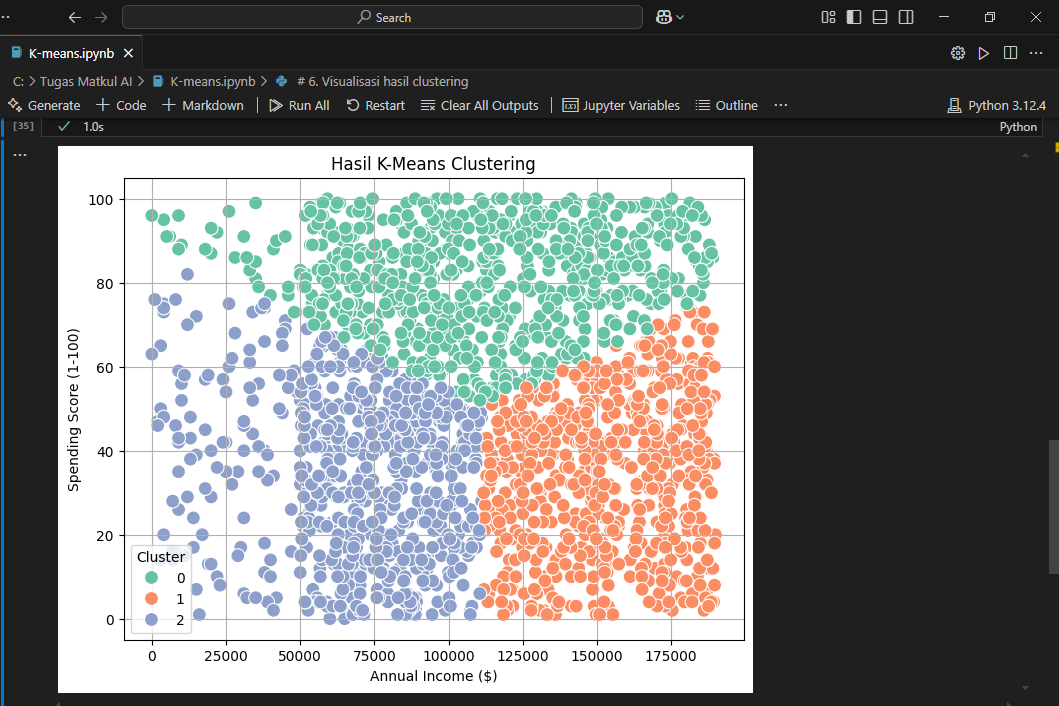 Search
K-means.ipynb
C: > Tugas Matkul AI > K-means.ipynb > # 6. Visualisasi hasil clustering
Generate + Code + Markdown Run All Restart Clear All Outputs Jupyter Variables Outline ... Python 3.12.4
[35] 1.0s Python
Hasil K-Means Clustering
100
80
60
40
20
0
Spending Score (1-100)
Cluster
0
1
2
0 25000 50000 75000 100000 125000 150000 175000
Annual Income ($)